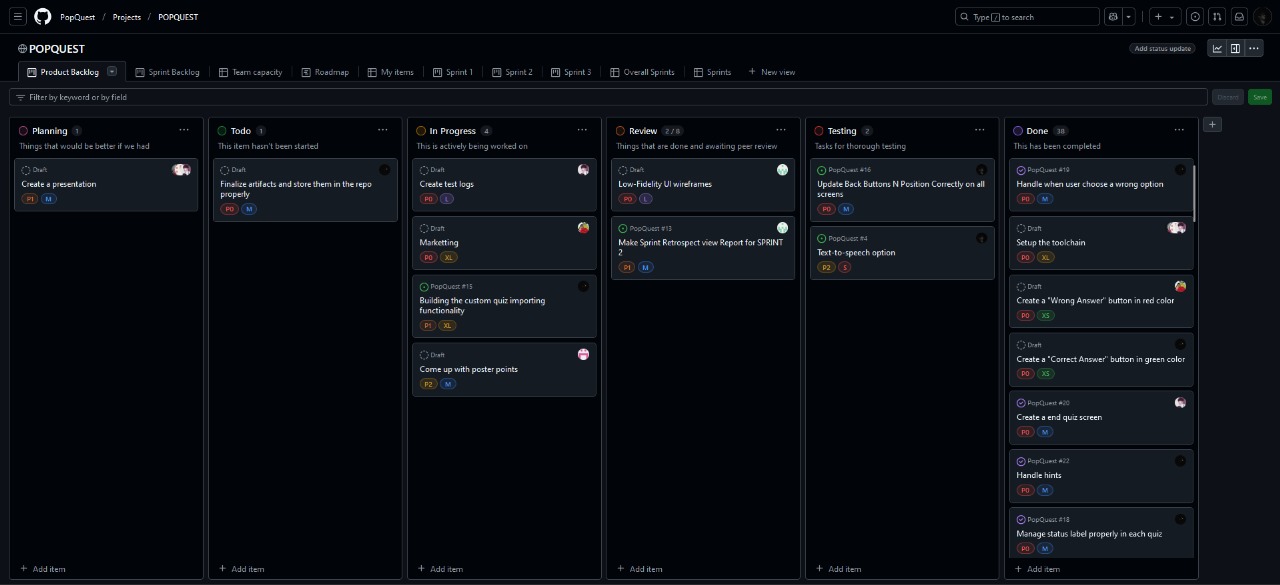 PopQuest / Projects / POPQUEST
Type / to search
POPQUEST
Add status update
Product Backlog
Sprint Backlog
Team capacity
Roadmap
My items
Sprint 1
Sprint 2
Sprint 3
Overall Sprints
Sprints
New view
Filter by keyword or by field
Discard
Save
Planning 1
Things that would be better if we had
Draft
Create a presentation
P1 M
Add item
Todo 1
This item hasn't been started
Draft
Finalize artifacts and store them in the repo
properly
P0 M
Add item
In Progress 4
This is actively being worked on
Draft
Create test logs
P0 L
Draft
Marketting
P0 XL
PopQuest #15
Building the custom quiz importing
functionality
P1 XL
Draft
Come up with poster points
P2 M
Add item
Review 2 / 8
Things that are done and awaiting peer review
Draft
Low-Fidelity UI wireframes
P0 L
PopQuest #13
Make Sprint Retrospect view Report for SPRINT
2
P1 M
Add item
Testing 2
Tasks for thorough testing
PopQuest #16
Update Back Buttons N Position Correctly on all
screens
P0 M
PopQuest #4
Text-to-speech option
P2 S
Add item
Done 38
This has been completed
PopQuest #19
Handle when user choose a wrong option
P0 M
Draft
Setup the toolchain
P0 XL
Draft
Create a "Wrong Answer" button in red color
P0 XS
Draft
Create a "Correct Answer" button in green color
P0 XS
PopQuest #20
Create a end quiz screen
P0 M
PopQuest #22
Handle hints
P0 M
PopQuest #18
Manage status label properly in each quiz
P0 M
Add item